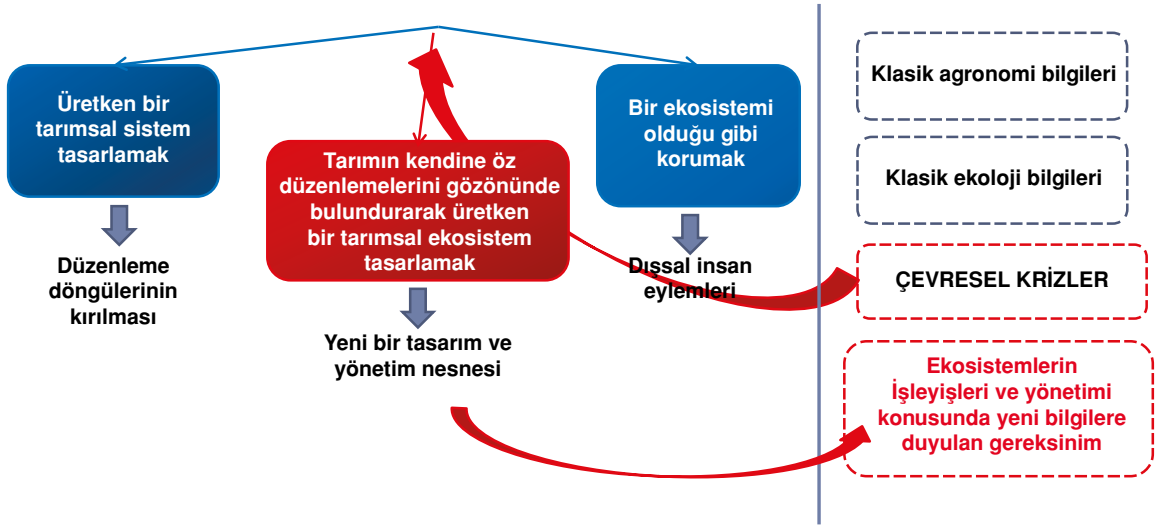 Üretken bir
tarımsal sistem
tasarlamak
Düzenleme
döngülerinin
kırılması
Tarımın kendine öz
düzenlemelerini gözönünde
bulundurarak üretken
bir tarımsal ekosistem
tasarlamak
Yeni bir tasarım ve
yönetim nesnesi
Bir ekosistemi
olduğu gibi
korumak
Dışsal insan
eylemleri
Klasik agronomi bilgileri
Klasik ekoloji bilgileri
ÇEVRESEL KRİZLER
Ekosistemlerin
İşleyişleri ve yönetimi
konusunda yeni bilgilere
duyulan gereksinim